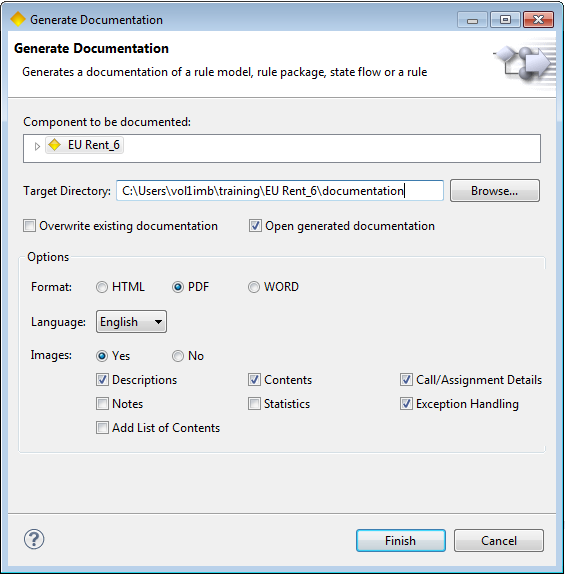 Generate Documentation
Generate Documentation
Generates a documentation of a rule model, rule package, state flow or a rule
Component to be documented:
EU Rent_6
Target Directory: C:\Users\vol1imb\training\EU Rent_6\documentation Browse...
Overwrite existing documentation Open generated documentation
Options
Format: HTML PDF WORD
Language: English
Images: Yes No
Descriptions Contents Call/Assignment Details
Notes Statistics Exception Handling
Add List of Contents
? Finish Cancel